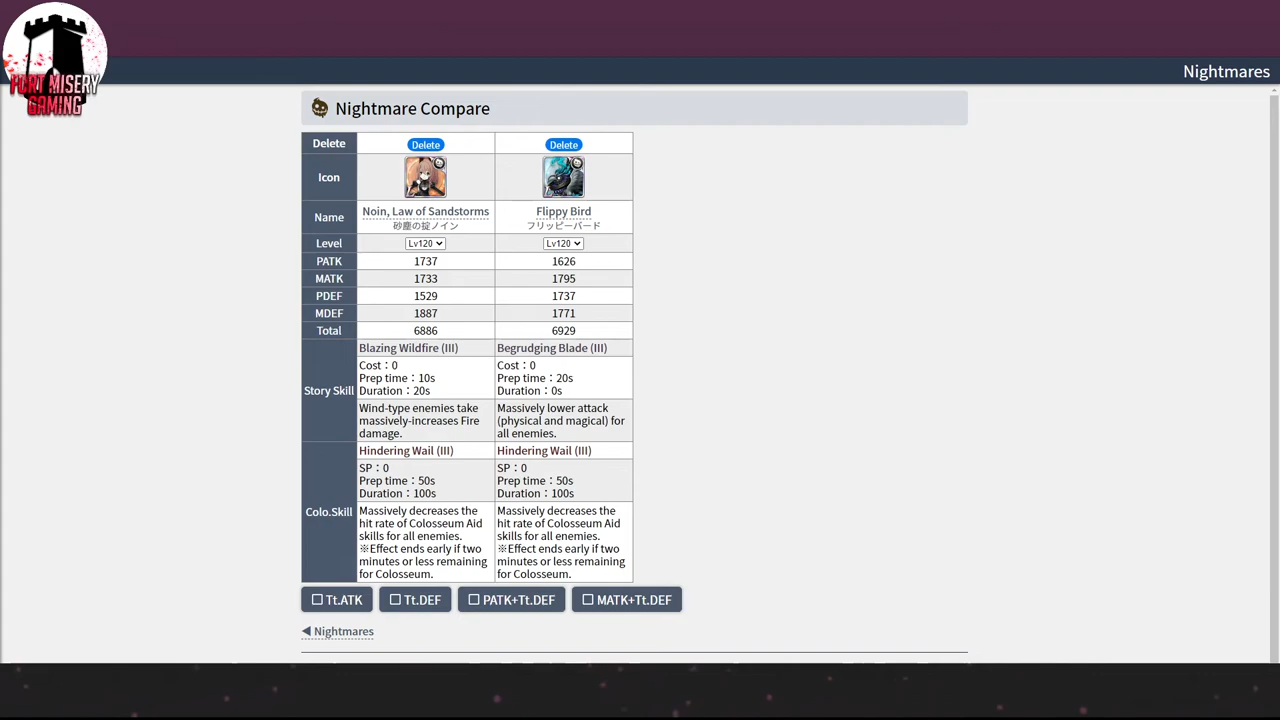 PORT MISERY
GAMING
Nightmares
Nightmare Compare
Delete Delete Delete
Icon
Name Noin, Law of Sandstorms Flippy Bird
砂塵の掟ノイン フリッピーバード
Level Lv120 Lv120
PATK 1737 1626
MATK 1733 1795
PDEF 1529 1737
MDEF 1887 1771
Total 6886 6929
Story Skill
Blazing Wildfire (III)
Cost：0
Prep time：10s
Duration：20s
Wind-type enemies take
massively-increases Fire
damage.
Begrudging Blade (III)
Cost：0
Prep time：20s
Duration：0s
Massively lower attack
(physical and magical) for
all enemies.
Colo.Skill
Hindering Wail (III)
SP：0
Prep time：50s
Duration：100s
Massively decreases the
hit rate of Colosseum Aid
skills for all enemies.
※Effect ends early if two
minutes or less remaining
for Colosseum.
Hindering Wail (III)
SP：0
Prep time：50s
Duration：100s
Massively decreases the
hit rate of Colosseum Aid
skills for all enemies.
※Effect ends early if two
minutes or less remaining
for Colosseum.
Tt.ATK Tt.DEF PATK+Tt.DEF MATK+Tt.DEF
◀ Nightmares